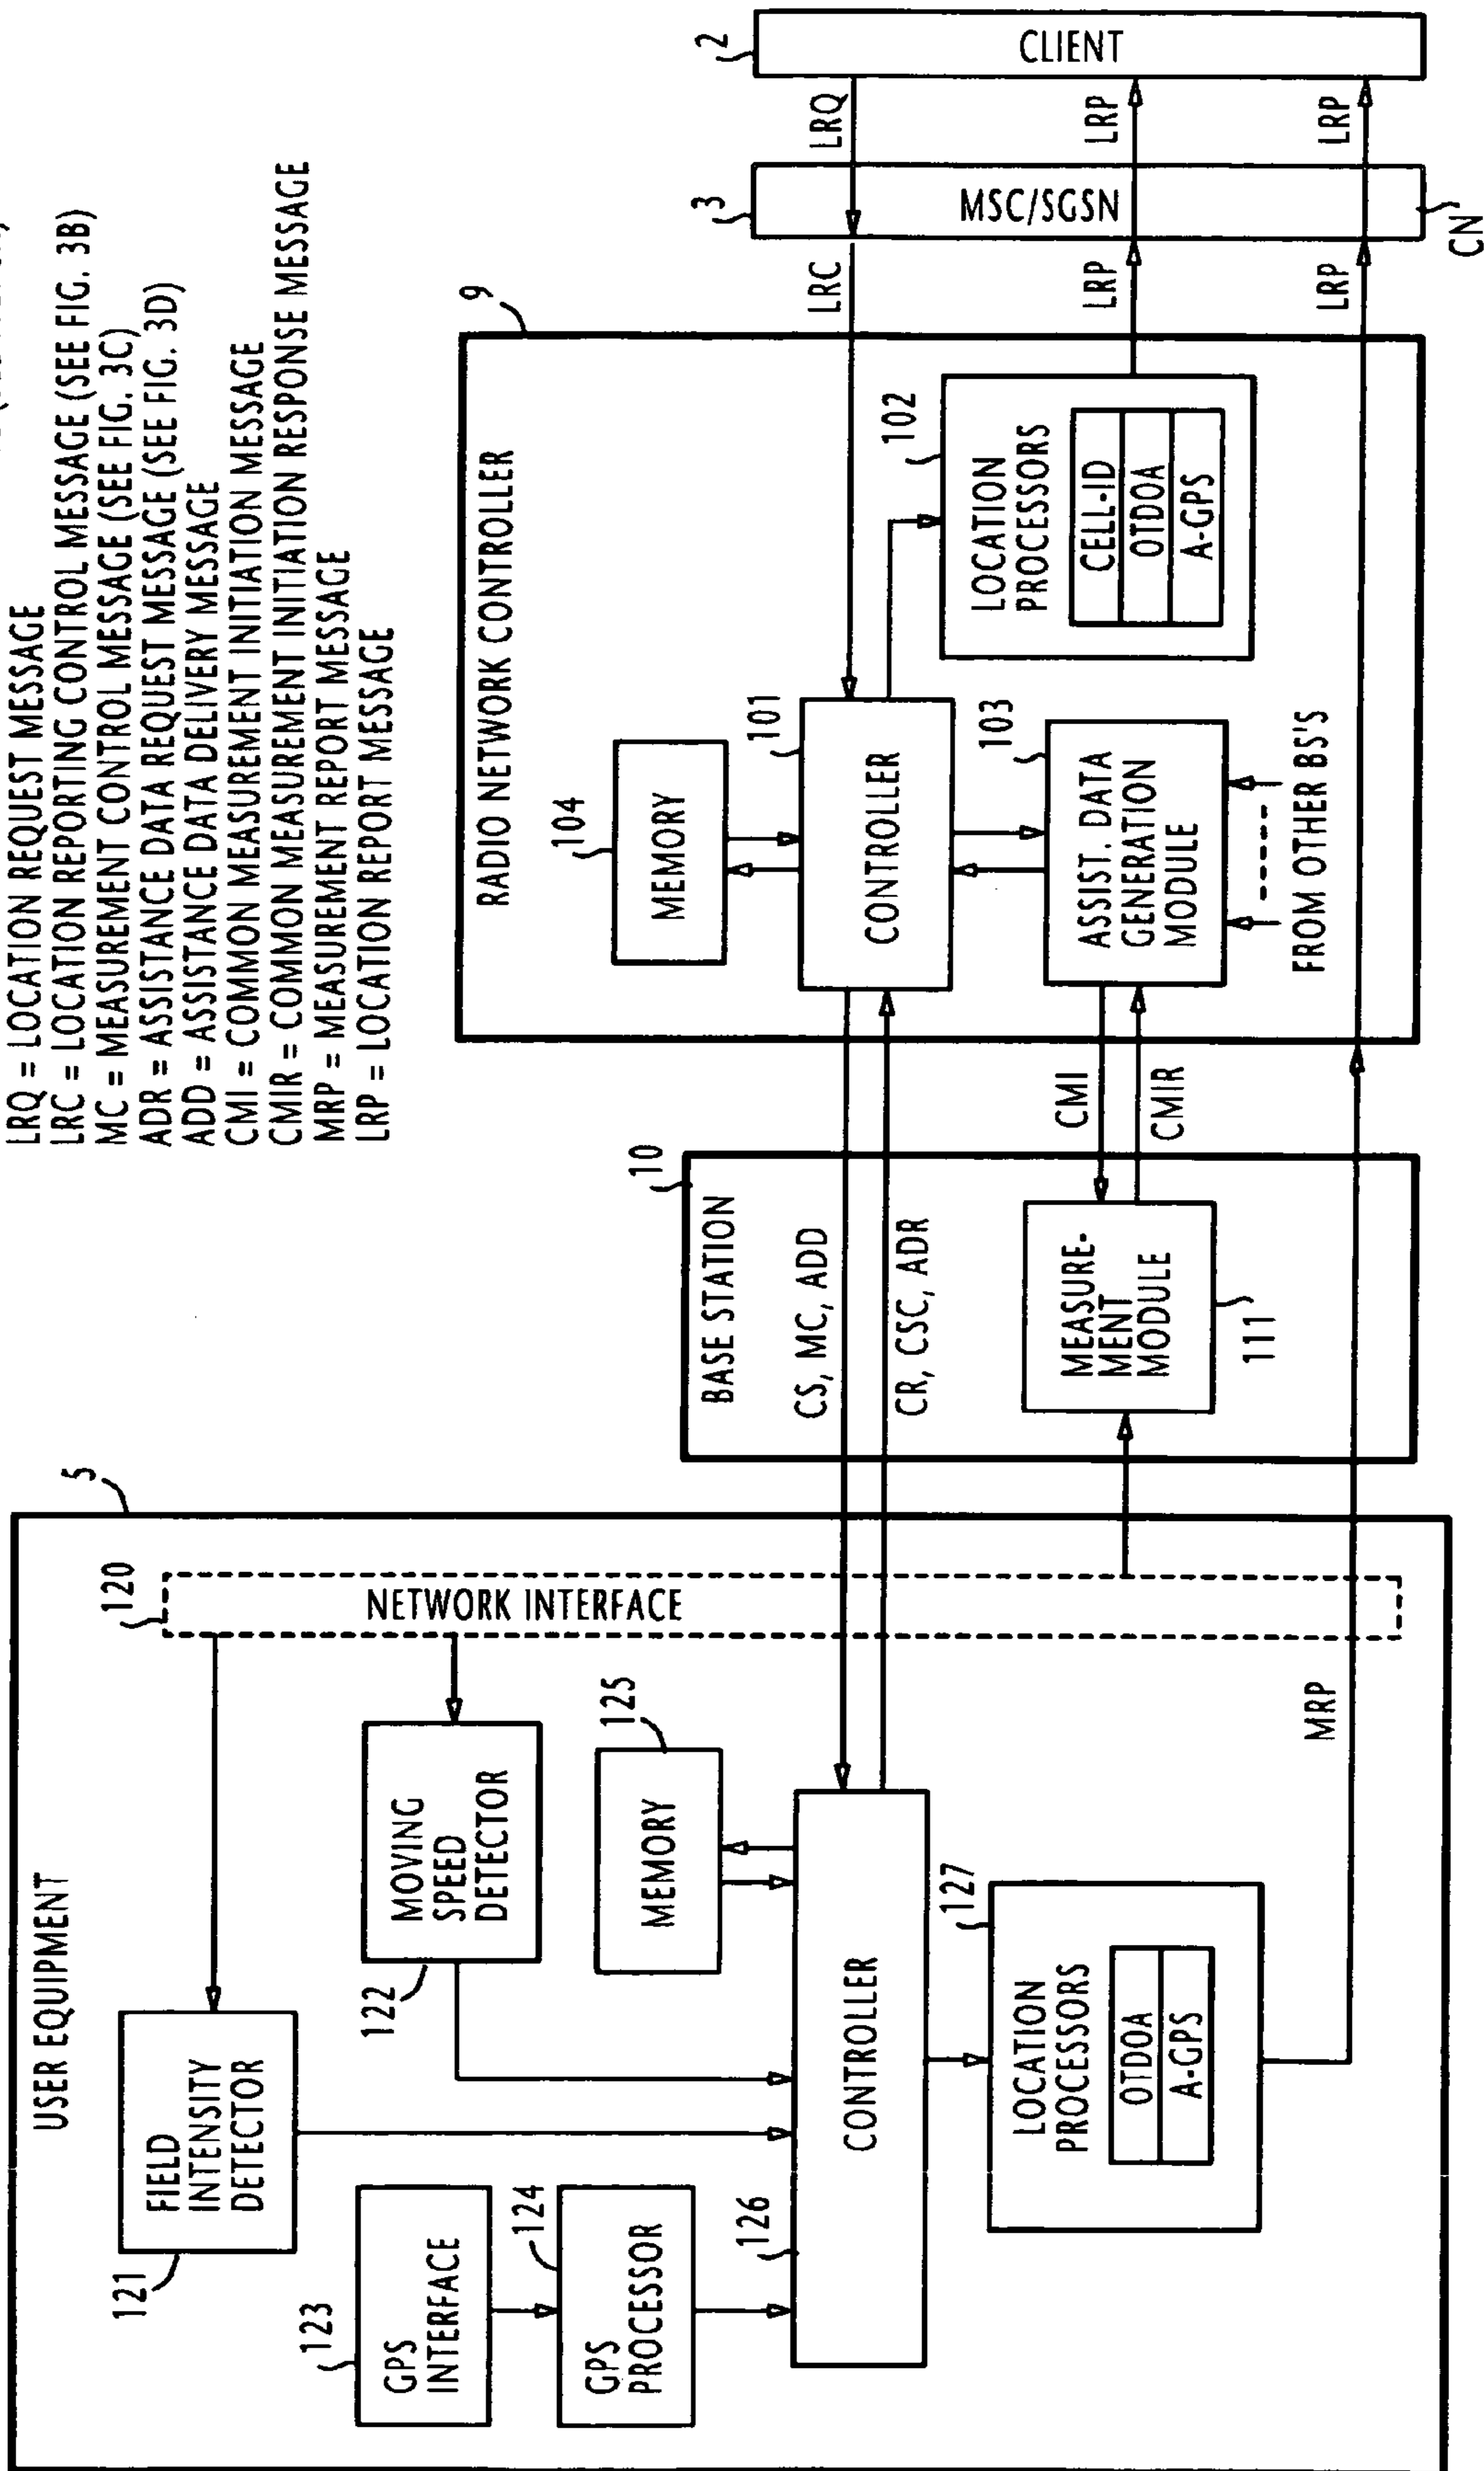 LRQ = LOCATION REQUEST MESSAGE
LRC = LOCATION REPORTING CONTROL MESSAGE (SEE FIG. 3B)
MC = MEASUREMENT CONTROL MESSAGE (SEE FIG. 3C)
ADR = ASSISTANCE DATA REQUEST MESSAGE (SEE FIG. 3D)
ADD = ASSISTANCE DATA DELIVERY MESSAGE
CMI = COMMON MEASUREMENT INITIATION MESSAGE
CMIR = COMMON MEASUREMENT INITIATION RESPONSE MESSAGE
MRP = MEASUREMENT REPORT MESSAGE
LRP = LOCATION REPORT MESSAGE
5
USER EQUIPMENT
120
NETWORK INTERFACE
121
FIELD
INTENSITY
DETECTOR
122
MOVING
SPEED
DETECTOR
123
GPS
INTERFACE
124
GPS
PROCESSOR
125
MEMORY
126
CONTROLLER
127
LOCATION
PROCESSORS
OTDOA
A-GPS
MRP
10
BASE STATION
CS, MC, ADD
CR, CSC, ADR
MEASURE-
MENT
MODULE
111
CMI
CMIR
9
RADIO NETWORK CONTROLLER
104
MEMORY
101
CONTROLLER
103
ASSIST. DATA
GENERATION
MODULE
FROM OTHER BS'S
102
LOCATION
PROCESSORS
CELL-ID
OTDOA
A-GPS
LRC
LRP
LRP
3
MSC/SGSN
CN
LRQ
LRP
LRP
2
CLIENT